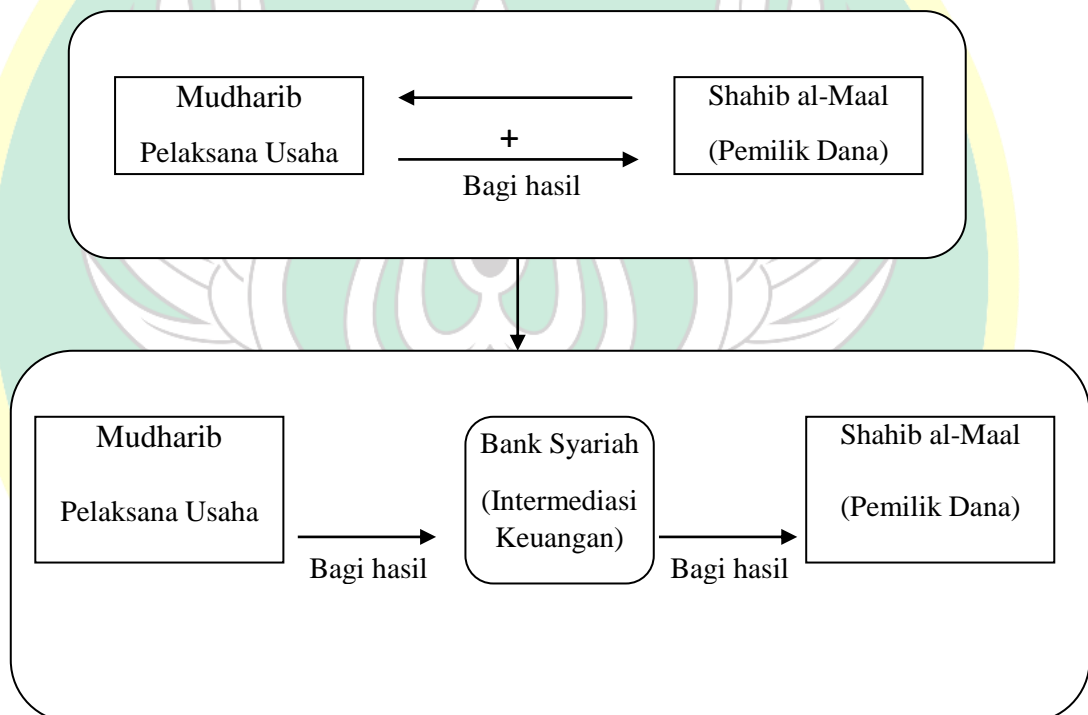 Mudharib
Pelaksana Usaha
+
Bagi hasil
Shahib al-Maal
(Pemilik Dana)
Mudharib
Pelaksana Usaha
Bagi hasil
Bank Syariah
(Intermediasi
Keuangan)
Bagi hasil
Shahib al-Maal
(Pemilik Dana)